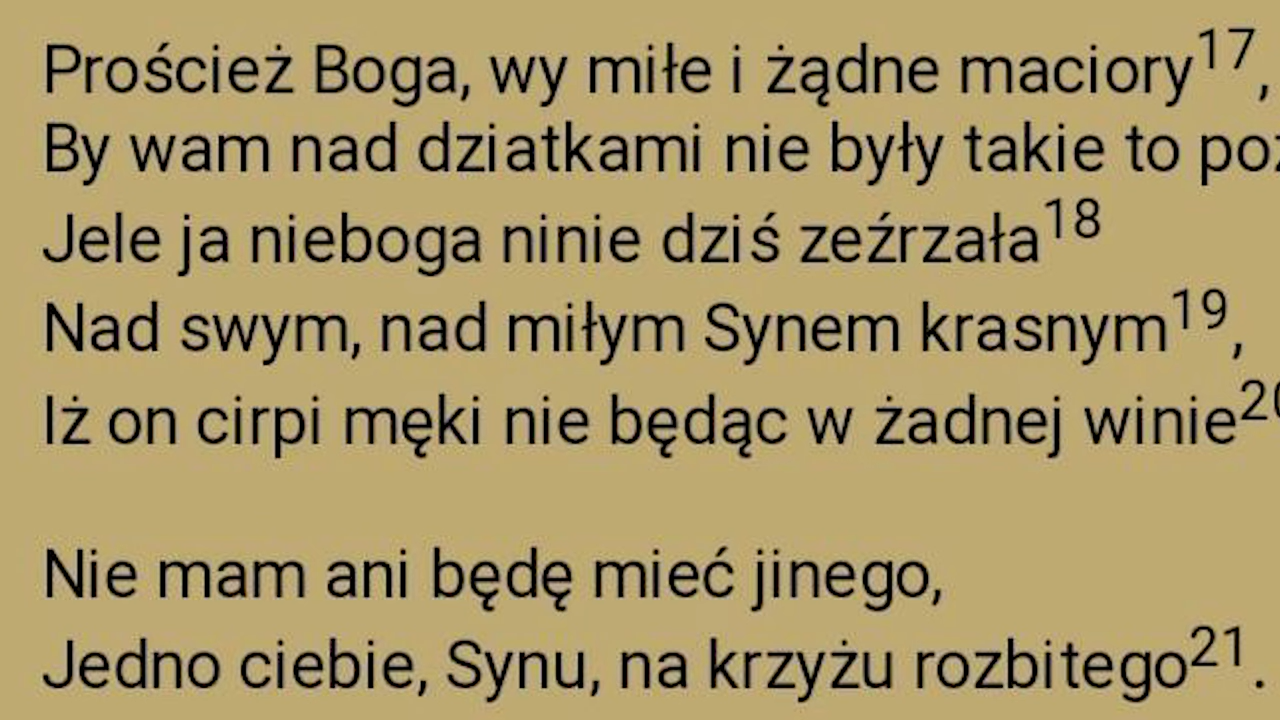 Proścież Boga, wy miłe i żądne maciory17,
By wam nad dziatkami nie były takie to
Jele ja nieboga ninie dziś zeźrzała18
Nad swym, nad miłym Synem krasnym19,
Iż on cirpi męki nie będąc w żadnej winie20
Nie mam ani będę mieć jinego,
Jedno ciebie, Synu, na krzyżu rozbitego21.